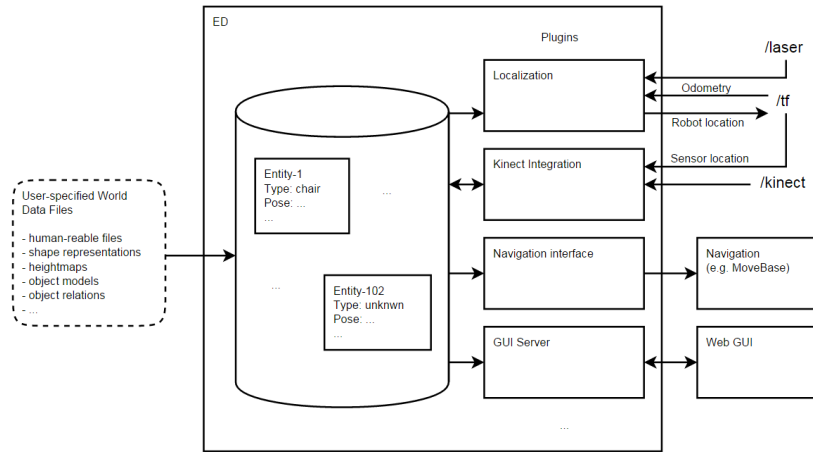 ED
Plugins
/laser
Localization
Odometry
/tf
Robot location
Kinect Integration
Sensor location
/kinect
Entity-1
Type: chair
Pose: ...
...
...
User-specified World
Data Files
- human-reable files
- shape representations
- heightmaps
- object models
- object relations
- ...
Navigation interface
Navigation
(e.g. MoveBase)
...
Entity-102
Type: unknwn
Pose: ...
...
GUI Server
Web GUI
...